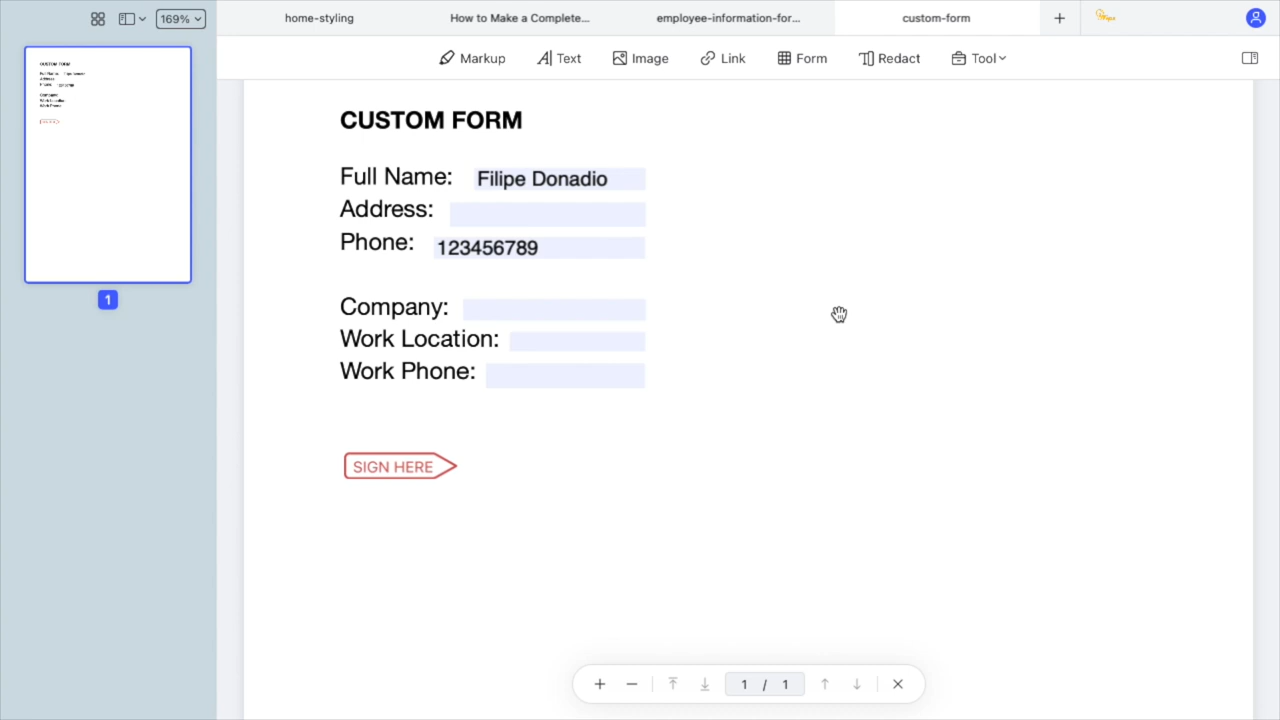 169%
home-styling
How to Make a Complete...
employee-information-for...
custom-form
Markup
Text
Image
Link
Form
Redact
Tool
CUSTOM FORM
Full Name: Filipe Donadio
Address:
Phone: 123456789
Company:
Work Location:
Work Phone:
SIGN HERE
1
1 / 1